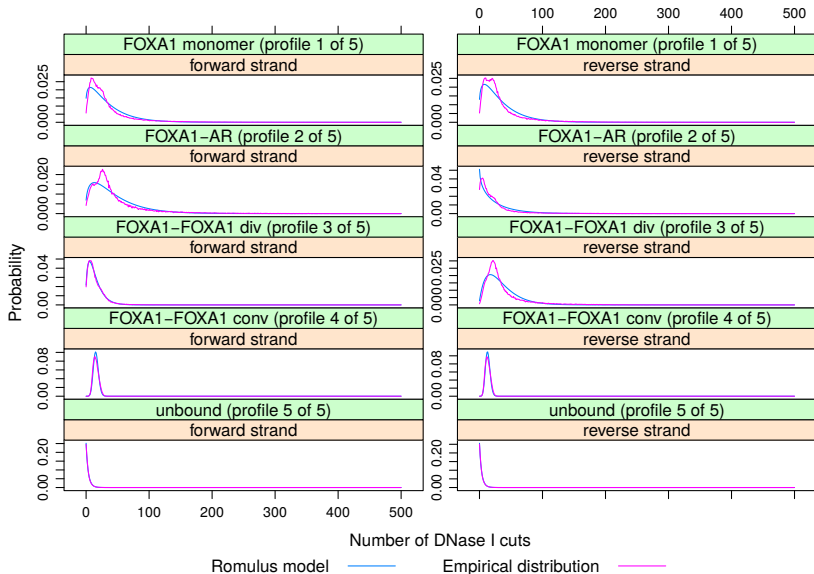 0 100 200 300 400 500
FOXA1 monomer (profile 1 of 5)
forward strand
0.000 0.025
FOXA1 monomer (profile 1 of 5)
reverse strand
0.000 0.025
FOXA1−AR (profile 2 of 5)
forward strand
0.000 0.020
FOXA1−AR (profile 2 of 5)
reverse strand
0.00 0.04
FOXA1−FOXA1 div (profile 3 of 5)
forward strand
0.00 0.04
FOXA1−FOXA1 div (profile 3 of 5)
reverse strand
0.000 0.025
FOXA1−FOXA1 conv (profile 4 of 5)
forward strand
0.00 0.08
FOXA1−FOXA1 conv (profile 4 of 5)
reverse strand
0.00 0.08
unbound (profile 5 of 5)
forward strand
0.00 0.20
unbound (profile 5 of 5)
reverse strand
0.00 0.20
Probability
0 100 200 300 400 500
Number of DNase I cuts
Romulus model Empirical distribution